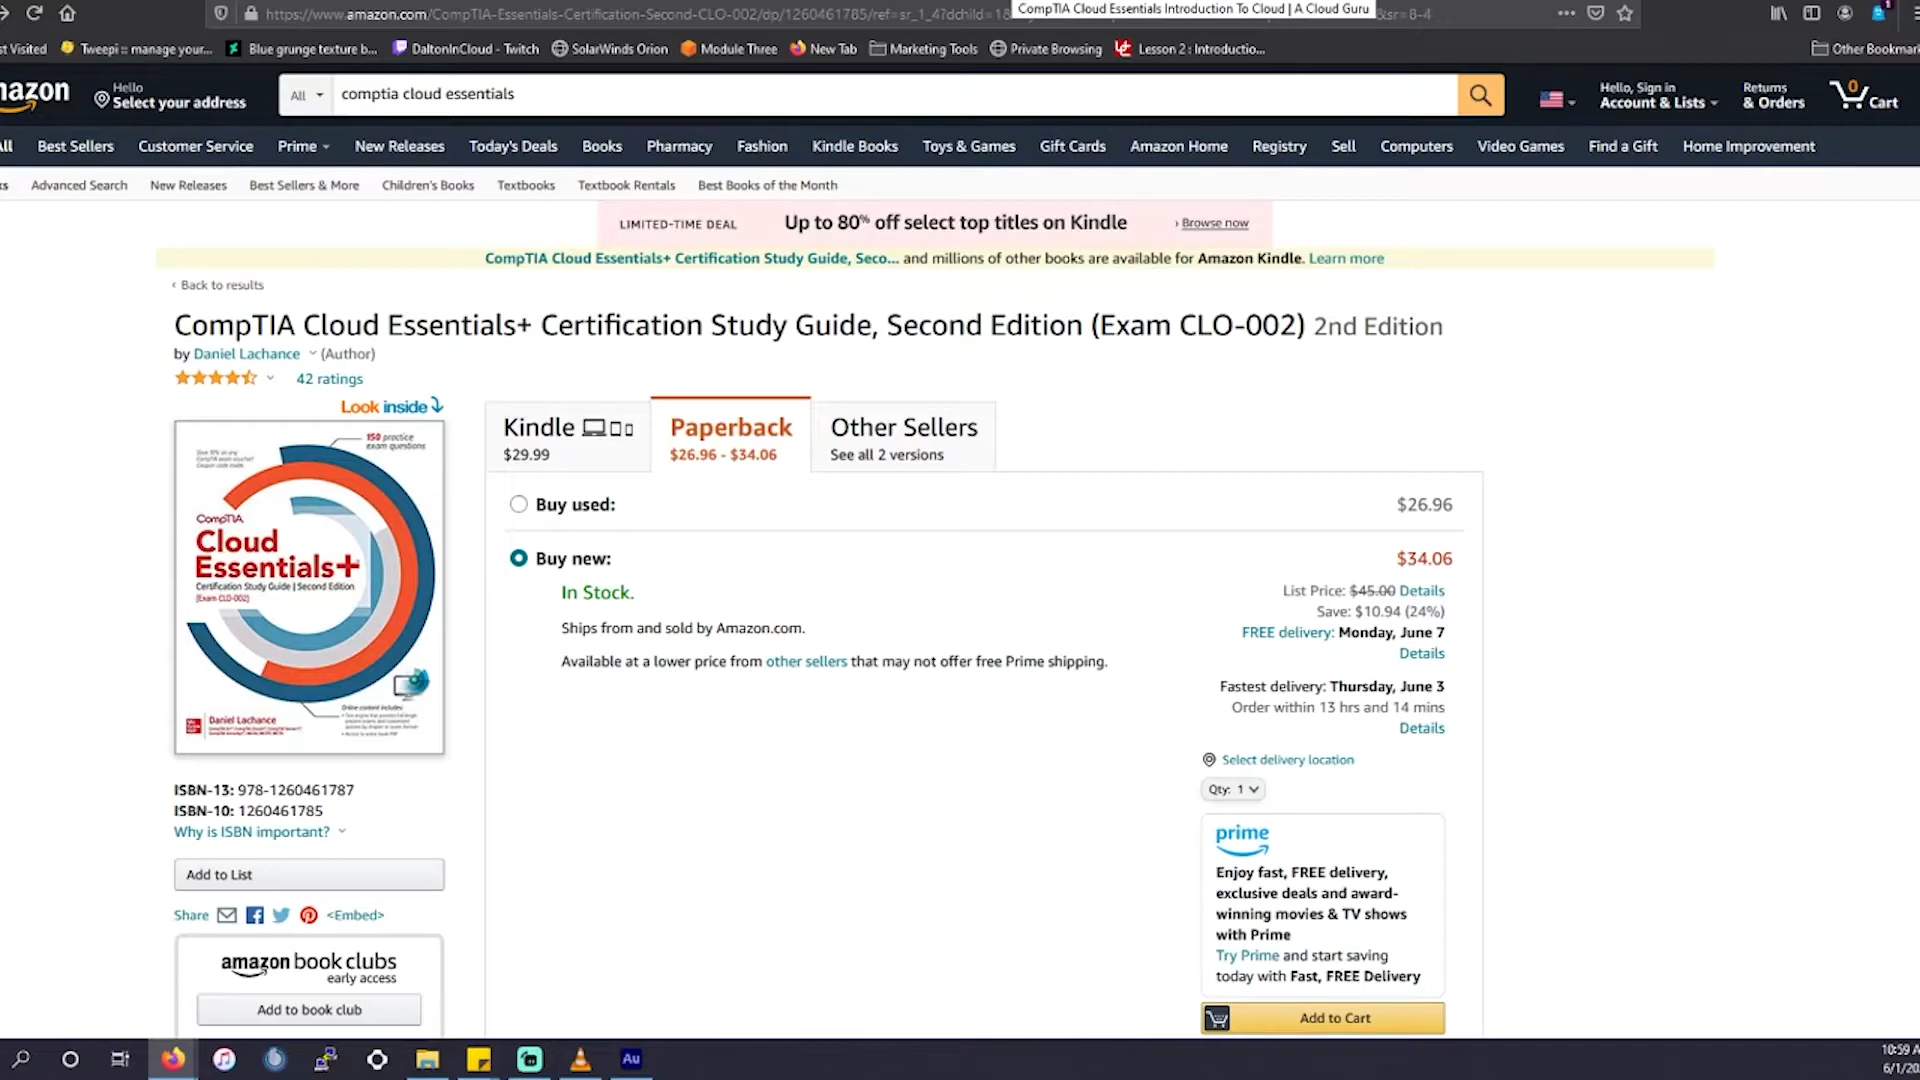 https://www.amazon.com/CompTIA-Essentials-Certification-Second-CLO-002/dp/1260461785/ref=sr_1_4?dchild=1&
CompTIA Cloud Essentials Introduction To Cloud | A Cloud Guru
&sr=8-4
st Visited
Tweepi :: manage your...
Blue grunge texture b...
DaltonInCloud - Twitch
SolarWinds Orion
Module Three
New Tab
Marketing Tools
Private Browsing
Lesson 2 : Introductio...
Other Bookmark
mazon
Hello
Select your address
All
comptia cloud essentials
Hello, Sign in
Account & Lists
Returns
& Orders
0
Cart
All
Best Sellers
Customer Service
Prime
New Releases
Today's Deals
Books
Pharmacy
Fashion
Kindle Books
Toys & Games
Gift Cards
Amazon Home
Registry
Sell
Computers
Video Games
Find a Gift
Home Improvement
Advanced Search
New Releases
Best Sellers & More
Children's Books
Textbooks
Textbook Rentals
Best Books of the Month
LIMITED-TIME DEAL
Up to 80% off select top titles on Kindle
› Browse now
CompTIA Cloud Essentials+ Certification Study Guide, Seco... and millions of other books are available for Amazon Kindle. Learn more
‹ Back to results
CompTIA Cloud Essentials+ Certification Study Guide, Second Edition (Exam CLO-002) 2nd Edition
by Daniel Lachance (Author)
42 ratings
Look inside
150 practice
exam questions
CompTIA
Cloud
Essentials+
Certification Study Guide | Second Edition
(Exam CLO-002)
Online content includes:
Daniel Lachance
Kindle
$29.99
Paperback
$26.96 - $34.06
Other Sellers
See all 2 versions
Buy used:
$26.96
Buy new:
$34.06
In Stock.
Ships from and sold by Amazon.com.
Available at a lower price from other sellers that may not offer free Prime shipping.
List Price: $45.00 Details
Save: $10.94 (24%)
FREE delivery: Monday, June 7
Details
Fastest delivery: Thursday, June 3
Order within 13 hrs and 14 mins
Details
Select delivery location
Qty: 1
prime
Enjoy fast, FREE delivery,
exclusive deals and award-
winning movies & TV shows
with Prime
Try Prime and start saving
today with Fast, FREE Delivery
Add to Cart
ISBN-13: 978-1260461787
ISBN-10: 1260461785
Why is ISBN important?
Add to List
Share
<Embed>
amazon book clubs
early access
Add to book club
Au
10:59 A
6/1/20